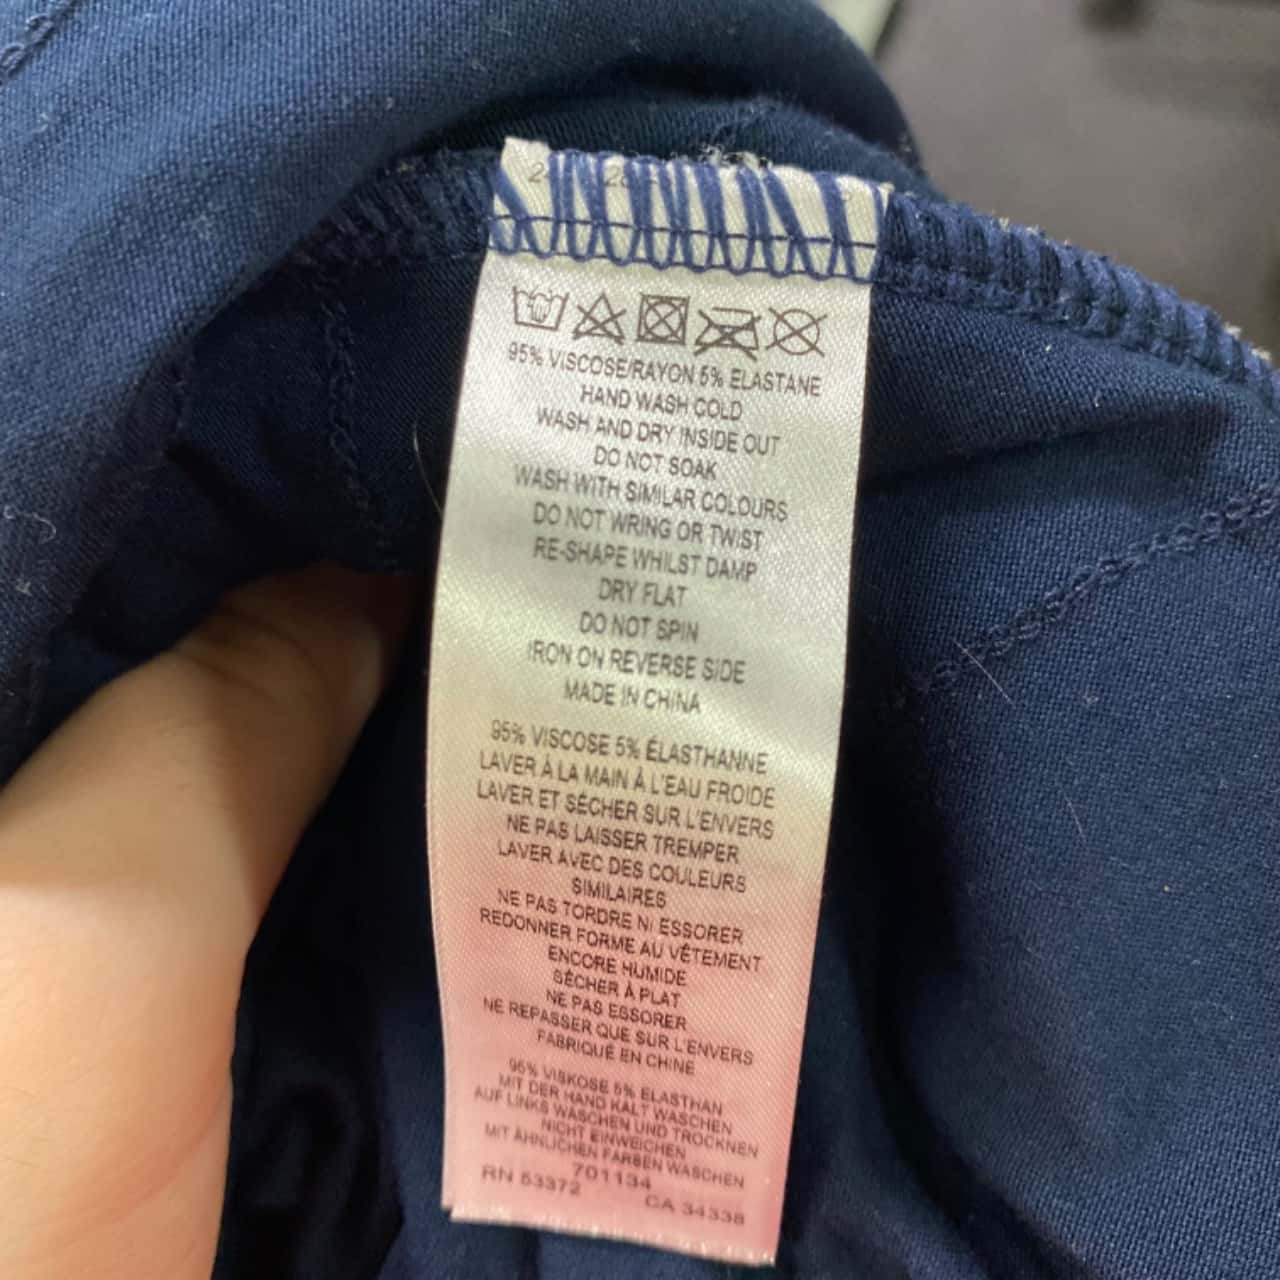 95% VISCOSE/RAYON 5% ELASTANE
HAND WASH COLD
WASH AND DRY INSIDE OUT
DO NOT SOAK
WASH WITH SIMILAR COLOURS
DO NOT WRING OR TWIST
RE-SHAPE WHILST DAMP
DRY FLAT
DO NOT SPIN
IRON ON REVERSE SIDE
MADE IN CHINA
95% VISCOSE 5% ÉLASTHANNE
LAVER À LA MAIN À L'EAU FROIDE
LAVER ET SÉCHER SUR L'ENVERS
NE PAS LAISSER TREMPER
LAVER AVEC DES COULEURS
SIMILAIRES
NE PAS TORDRE NI ESSORER
REDONNER FORME AU VÊTEMENT
ENCORE HUMIDE
SÉCHER À PLAT
NE PAS ESSORER
NE REPASSER QUE SUR L'ENVERS
FABRIQUÉ EN CHINE
95% VISKOSE 5% ELASTHAN
MIT DER HAND KALT WASCHEN
AUF LINKS WASCHEN UND TROCKNEN
NICHT EINWEICHEN
MIT ÄHNLICHEN FARBEN WASCHEN
701134
RN 53372 CA 34338